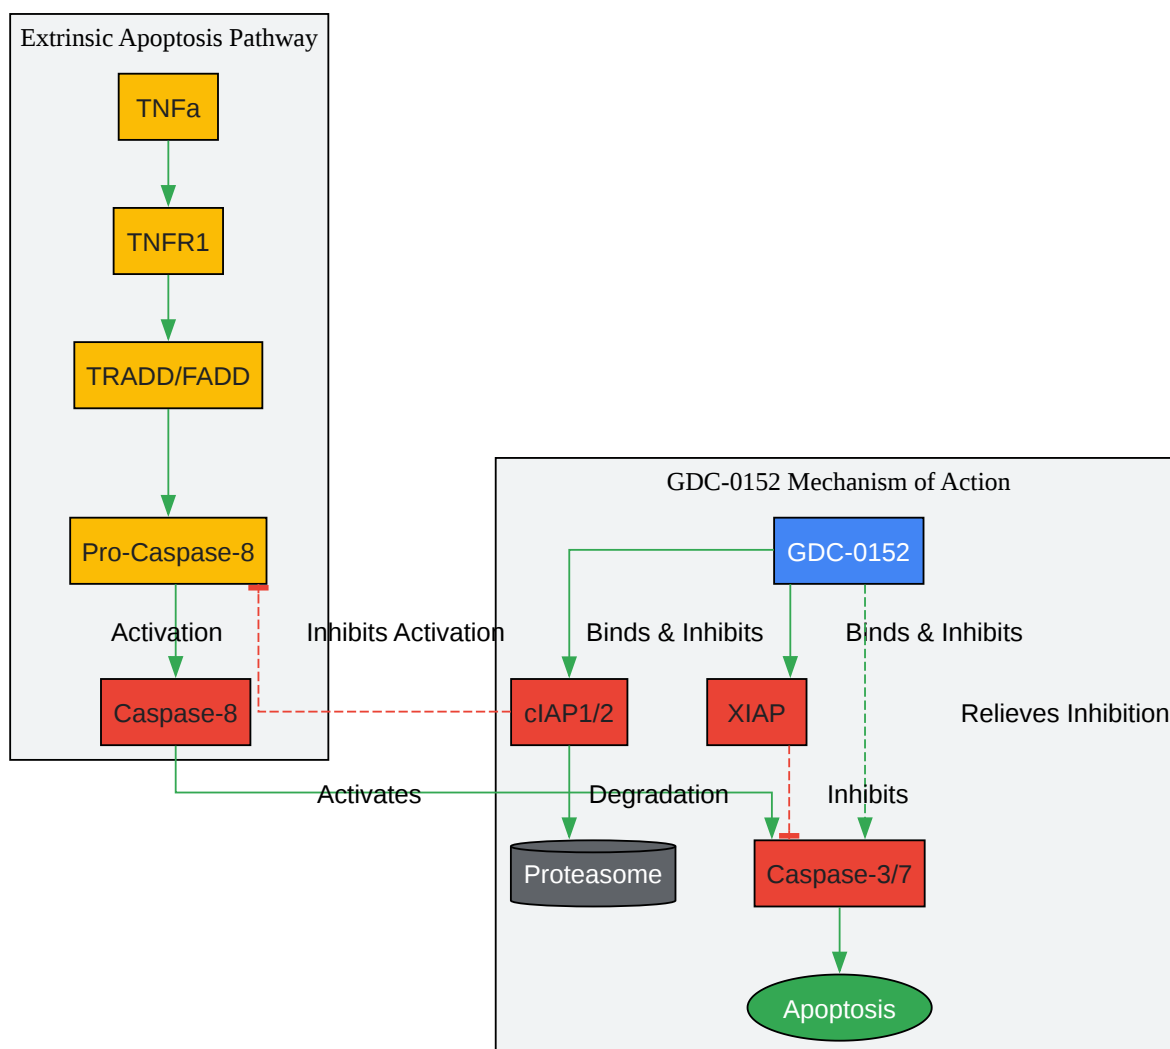 Extrinsic Apoptosis Pathway
TNFa
TNFR1
TRADD/FADD
Pro-Caspase-8
Activation
Inhibits Activation
Caspase-8
Activates
GDC-0152 Mechanism of Action
GDC-0152
Binds & Inhibits
Binds & Inhibits
cIAP1/2
XIAP
Relieves Inhibition
Degradation
Inhibits
Proteasome
Caspase-3/7
Apoptosis